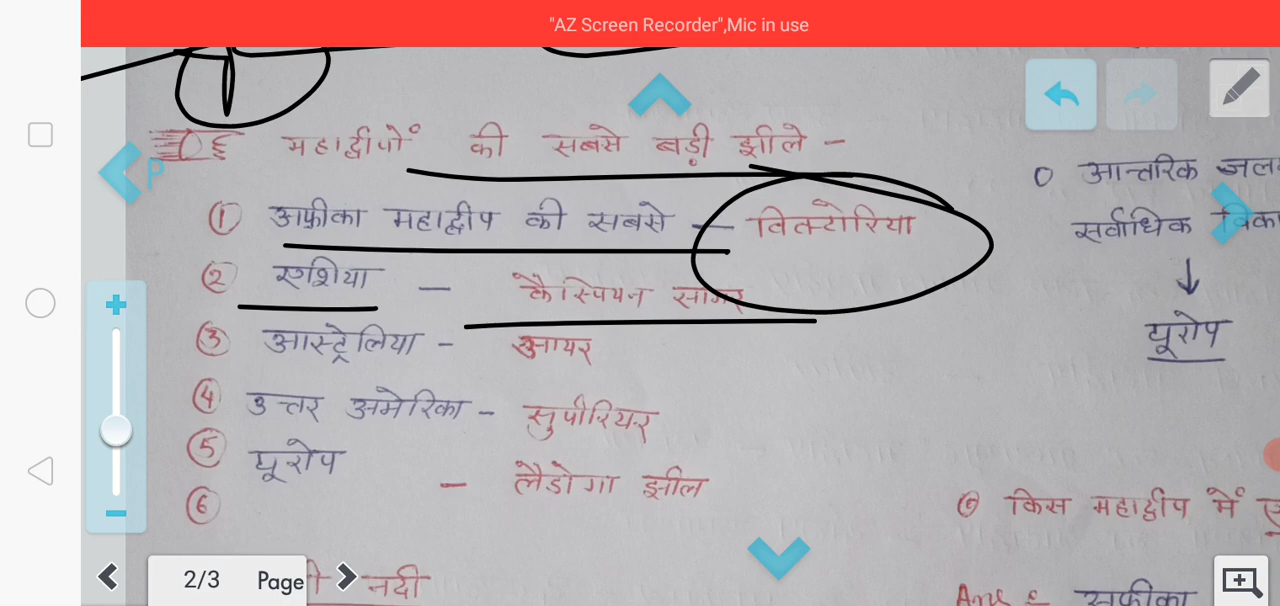 "AZ Screen Recorder",Mic in use
P
६ महाद्वीपों की सबसे बड़ी झीले -
① अफ्रीका महाद्वीप की सबसे - विक्टोरिया
② एशिया - कैस्पियन सागर
③ आस्ट्रेलिया - आयर
④ उत्तर अमेरिका - सुपीरियर
⑤ यूरोप - लैडोगा झील
⑥
नदी
० आन्तरिक जल
सर्वाधिक विका
↓
यूरोप
किस महाद्वीप में
Ans अफ्रीका
2/3 Page